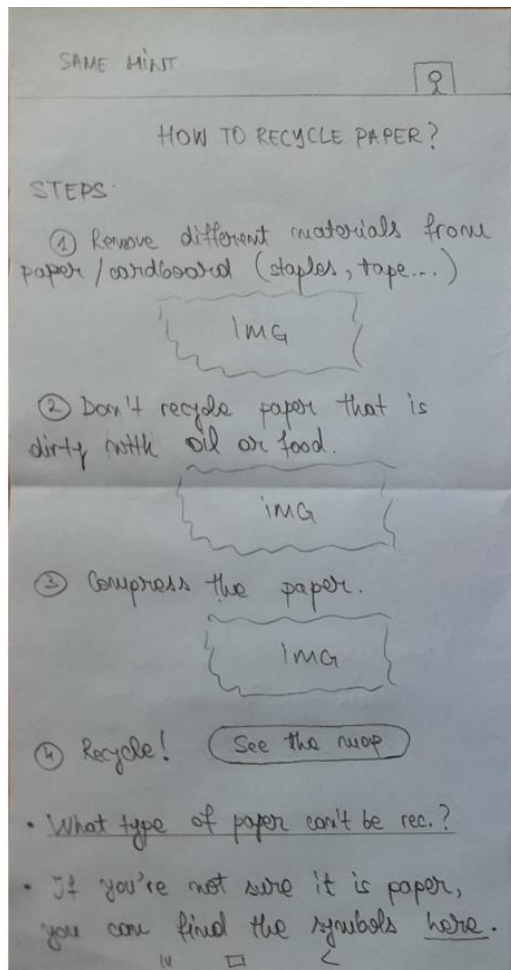 SAME MINT
HOW TO RECYCLE PAPER?
STEPS:
① Remove different materials from
paper/cardboard (staples, tape...)
IMG
② Don't recycle paper that is
dirty with oil or food.
iMG
③ Compress the paper.
IMG
④ Recycle! See the map
• What type of paper can't be rec.?
• If you're not sure it is paper,
you can find the symbols here.